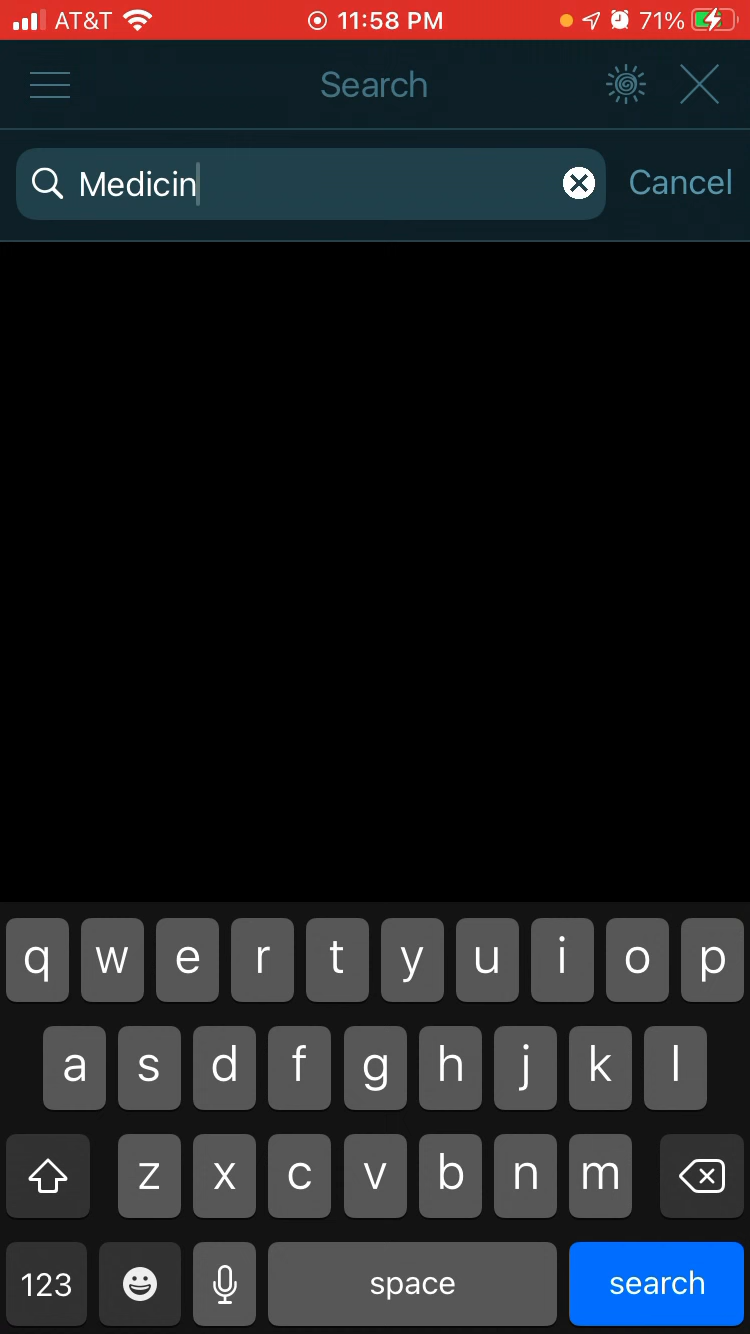 AT&T 11:58 PM 71%
Search
Medicin Cancel
q w e r t y u i o p
a s d f g h j k l
z x c v b n m
123 space search